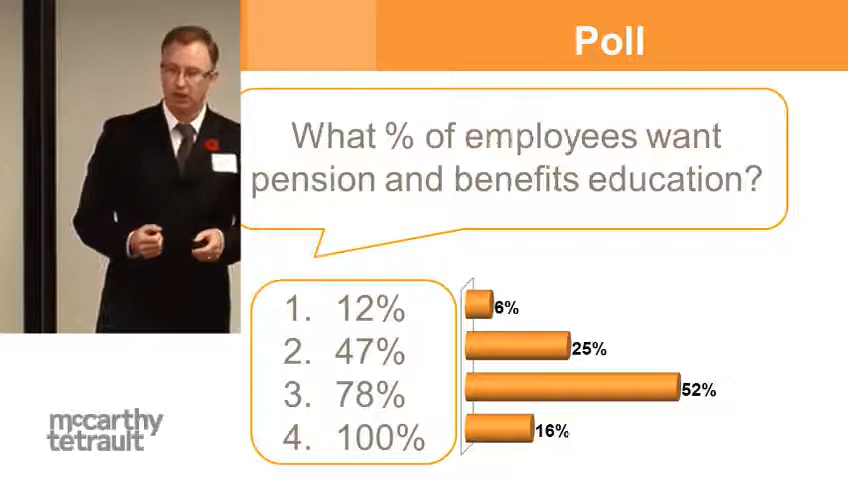 Poll
What % of employees want
pension and benefits education?
1. 12%
2. 47%
3. 78%
4. 100%
6%
25%
52%
16%
mccarthy
tetrault